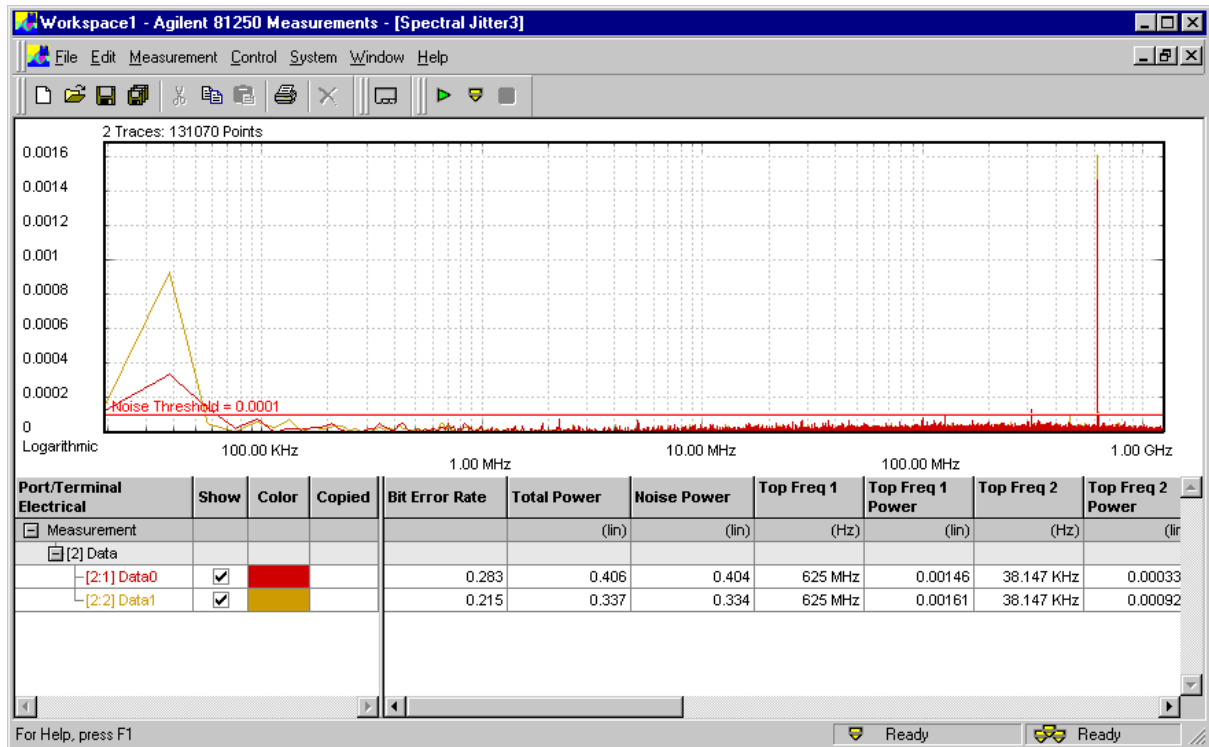 Workspace1 - Agilent 81250 Measurements - [Spectral Jitter3]
File Edit Measurement Control System Window Help
2 Traces: 131070 Points
0.0016
0.0014
0.0012
0.001
0.0008
0.0006
0.0004
0.0002
0
Noise Threshold = 0.0001
Logarithmic
100.00 KHz
1.00 MHz
10.00 MHz
100.00 MHz
1.00 GHz
Port/Terminal Electrical Show Color Copied Bit Error Rate Total Power Noise Power Top Freq 1 Top Freq 1 Power Top Freq 2 Top Freq 2 Power
Measurement (lin) (lin) (Hz) (lin) (Hz) (lin
[2] Data
[2:1] Data0 0.283 0.406 0.404 625 MHz 0.00146 38.147 KHz 0.00033
[2:2] Data1 0.215 0.337 0.334 625 MHz 0.00161 38.147 KHz 0.00092
For Help, press F1
Ready
Ready